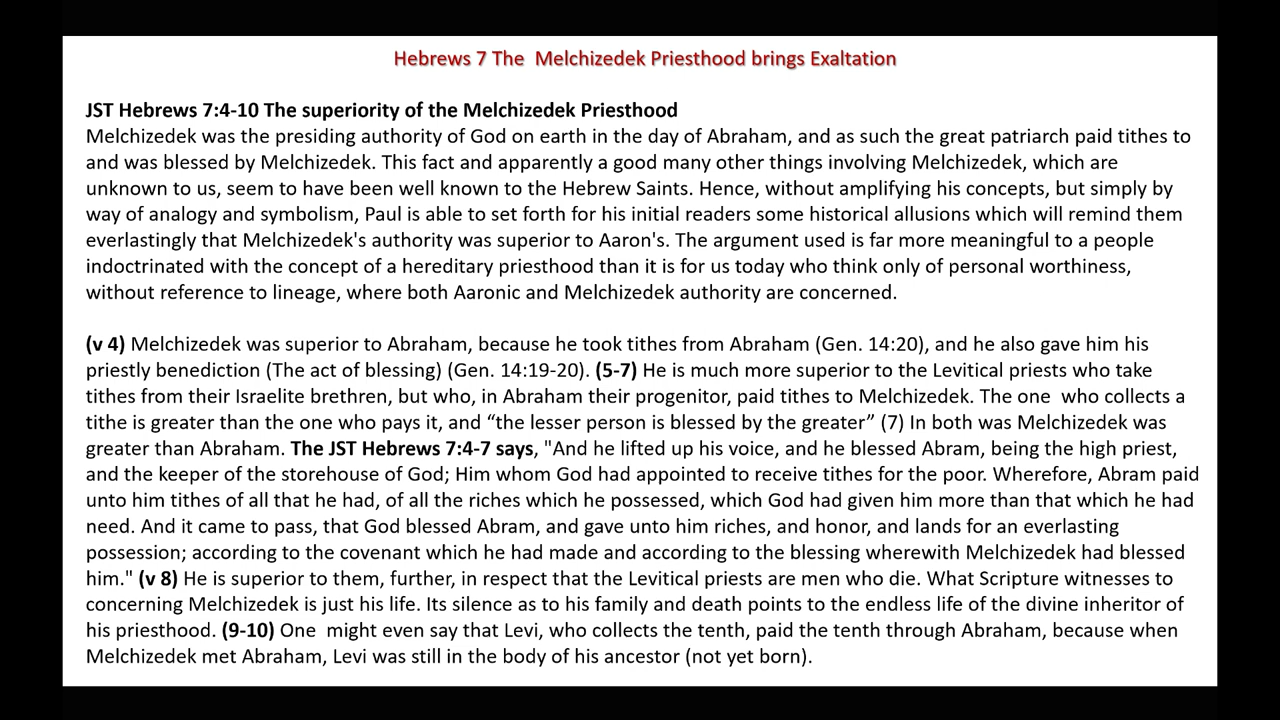 Hebrews 7 The  Melchizedek Priesthood brings Exaltation
JST Hebrews 7:4-10 The superiority of the Melchizedek Priesthood
Melchizedek was the presiding authority of God on earth in the day of Abraham, and as such the great patriarch paid tithes to
and was blessed by Melchizedek. This fact and apparently a good many other things involving Melchizedek, which are
unknown to us, seem to have been well known to the Hebrew Saints. Hence, without amplifying his concepts, but simply by
way of analogy and symbolism, Paul is able to set forth for his initial readers some historical allusions which will remind them
everlastingly that Melchizedek's authority was superior to Aaron's. The argument used is far more meaningful to a people
indoctrinated with the concept of a hereditary priesthood than it is for us today who think only of personal worthiness,
without reference to lineage, where both Aaronic and Melchizedek authority are concerned.
(v 4) Melchizedek was superior to Abraham, because he took tithes from Abraham (Gen. 14:20), and he also gave him his
priestly benediction (The act of blessing) (Gen. 14:19-20). (5-7) He is much more superior to the Levitical priests who take
tithes from their Israelite brethren, but who, in Abraham their progenitor, paid tithes to Melchizedek. The one  who collects a
tithe is greater than the one who pays it, and “the lesser person is blessed by the greater” (7) In both was Melchizedek was
greater than Abraham. The JST Hebrews 7:4-7 says, "And he lifted up his voice, and he blessed Abram, being the high priest,
and the keeper of the storehouse of God; Him whom God had appointed to receive tithes for the poor. Wherefore, Abram paid
unto him tithes of all that he had, of all the riches which he possessed, which God had given him more than that which he had
need. And it came to pass, that God blessed Abram, and gave unto him riches, and honor, and lands for an everlasting
possession; according to the covenant which he had made and according to the blessing wherewith Melchizedek had blessed
him." (v 8) He is superior to them, further, in respect that the Levitical priests are men who die. What Scripture witnesses to
concerning Melchizedek is just his life. Its silence as to his family and death points to the endless life of the divine inheritor of
his priesthood. (9-10) One  might even say that Levi, who collects the tenth, paid the tenth through Abraham, because when
Melchizedek met Abraham, Levi was still in the body of his ancestor (not yet born).